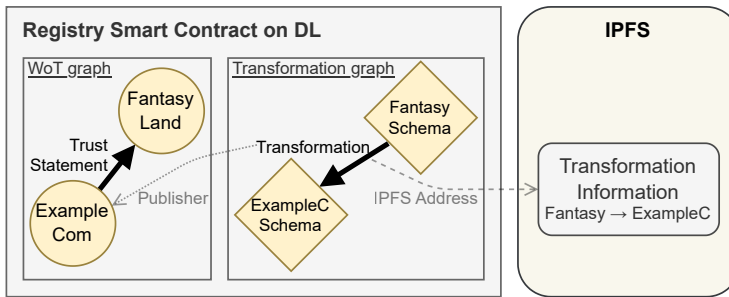 Registry Smart Contract on DL
IPFS
WoT graph
Transformation graph
Fantasy
Land
Fantasy
Schema
Trust
Statement
Transformation
Example
Com
Publisher
ExampleC
Schema
IPFS Address
Transformation
Information
Fantasy → ExampleC